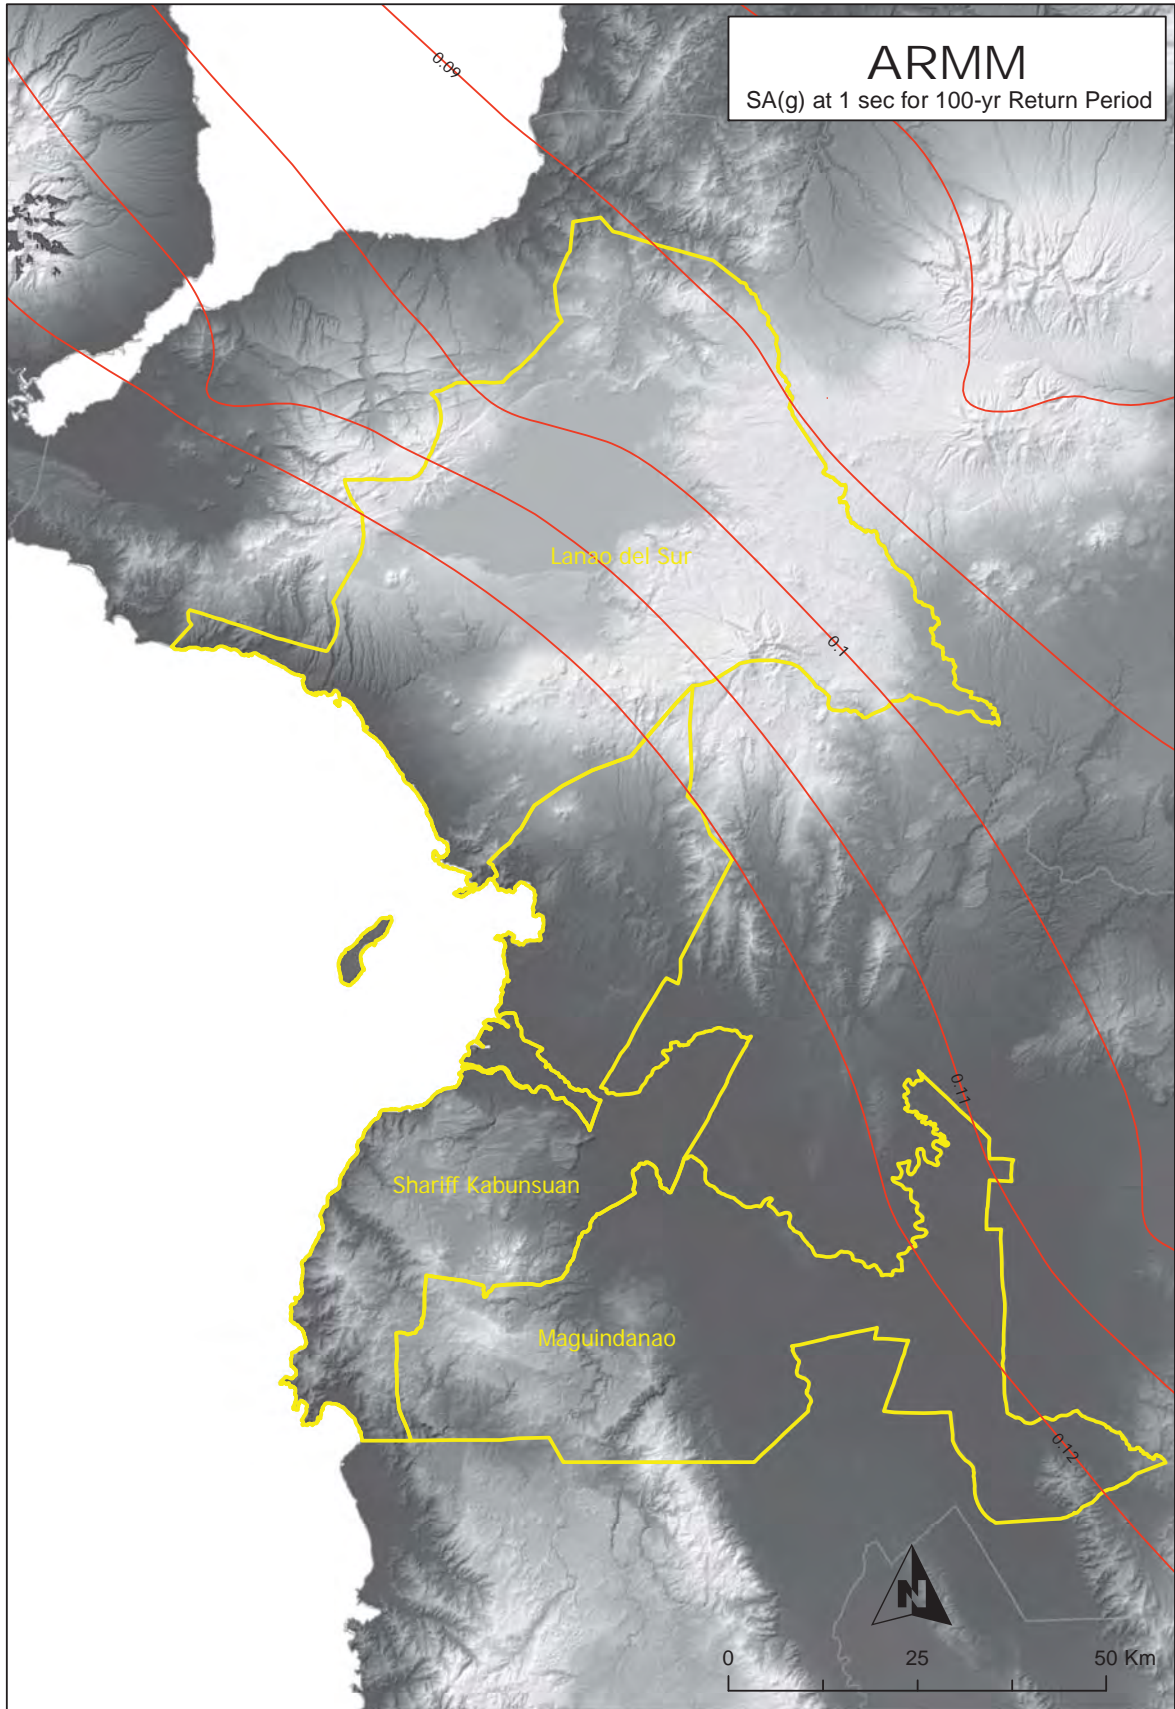 ARMM
SA(g) at 1 sec for 100-yr Return Period
0.09
Lanao del Sur
0.1
0.11
Shariff Kabunsuan
Maguindanao
0.12
N
0 25 50 Km